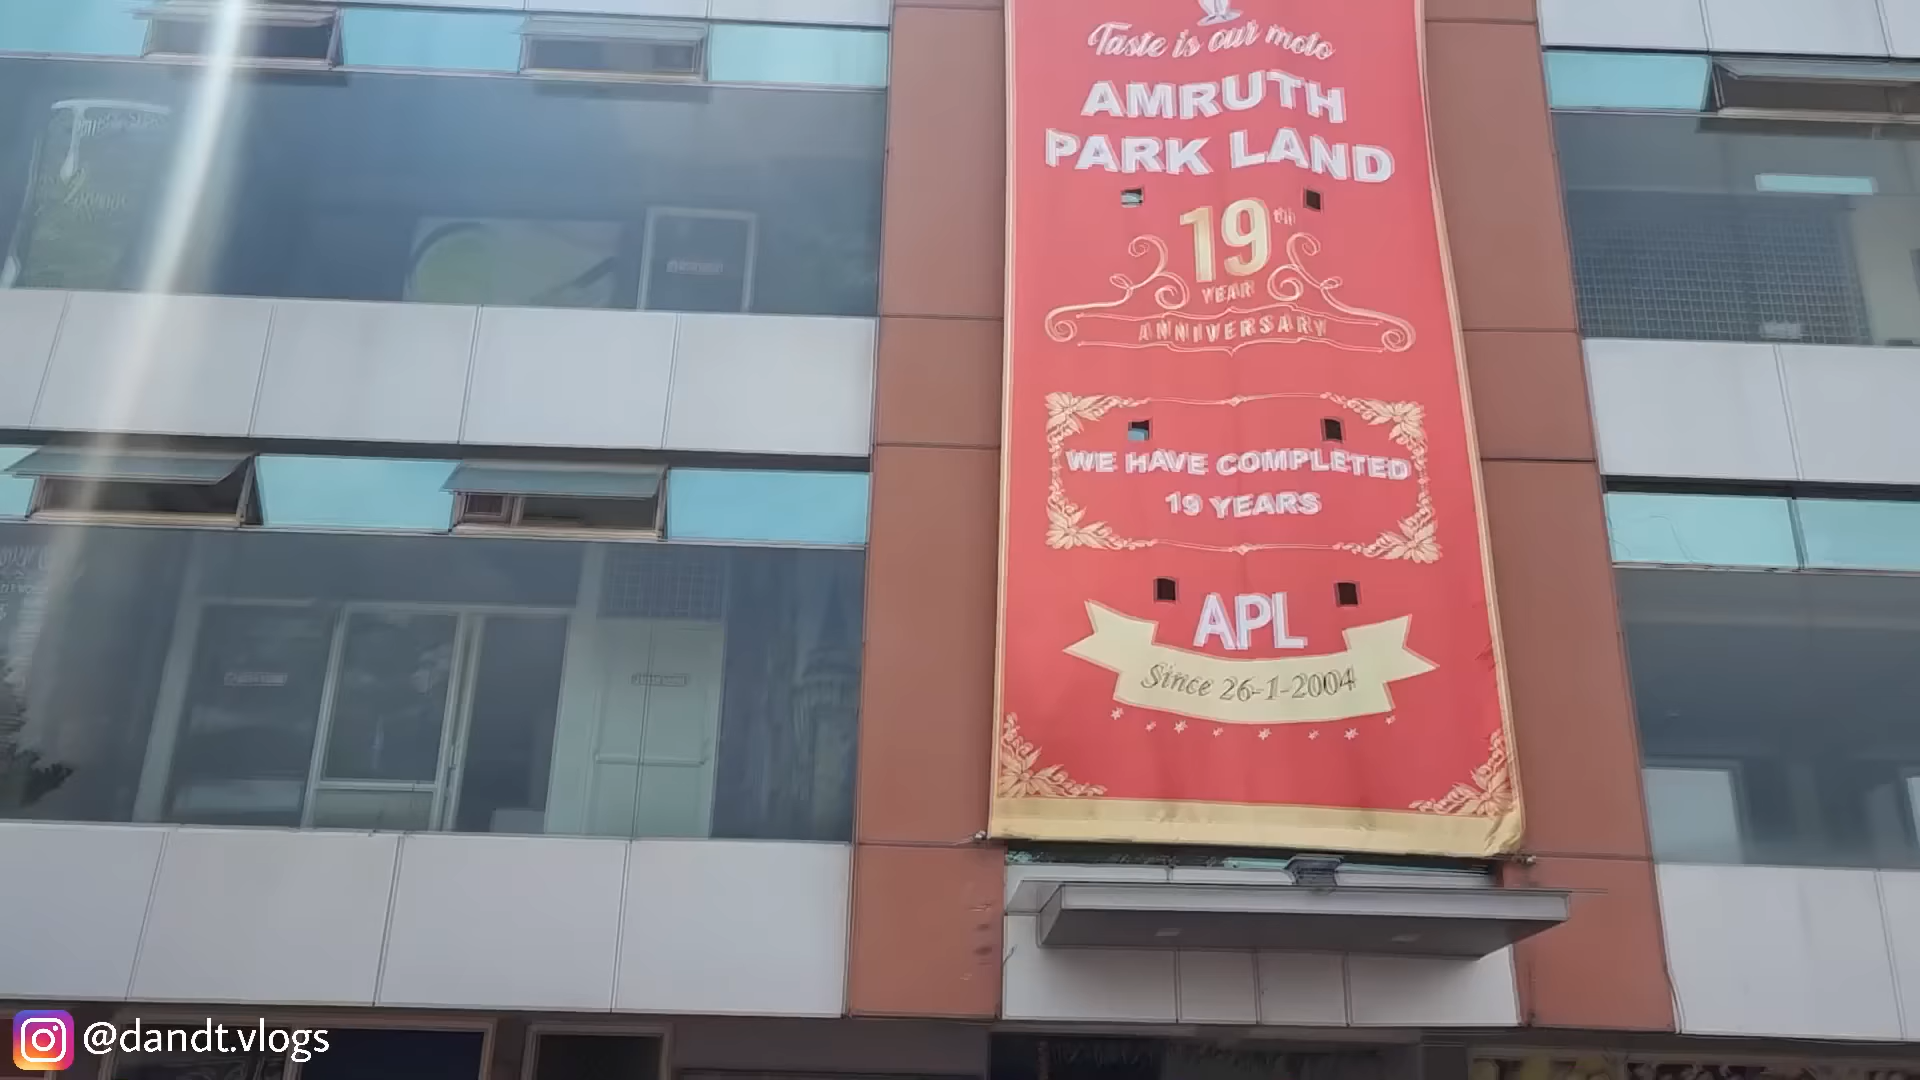 Taste is our moto
AMRUTH
PARK LAND
19th
YEAR
ANNIVERSARY
WE HAVE COMPLETED
19 YEARS
APL
Since 26-1-2004
@dandt.vlogs